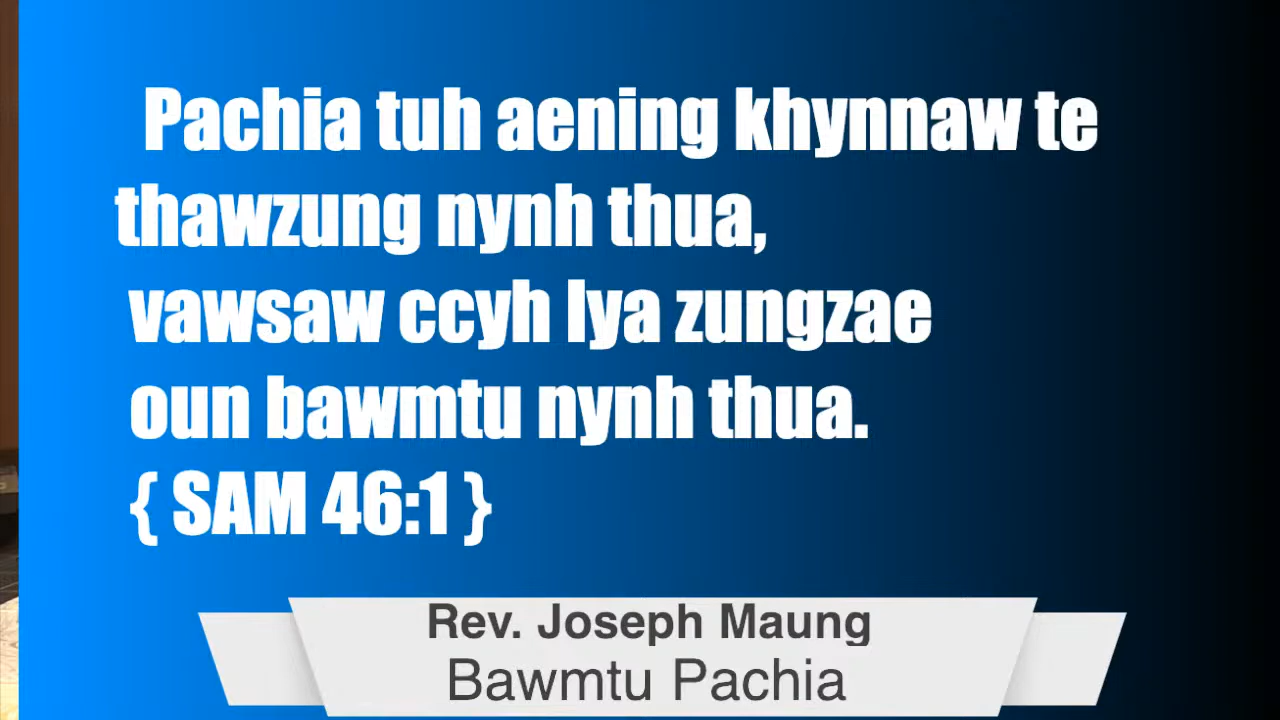 Pachia tuh aening khynnaw te
thawzung nynh thua,
vawsaw ccyh lya zungzae
oun bawmtu nynh thua.
{ SAM 46:1 }
Rev. Joseph Maung
Bawmtu Pachia